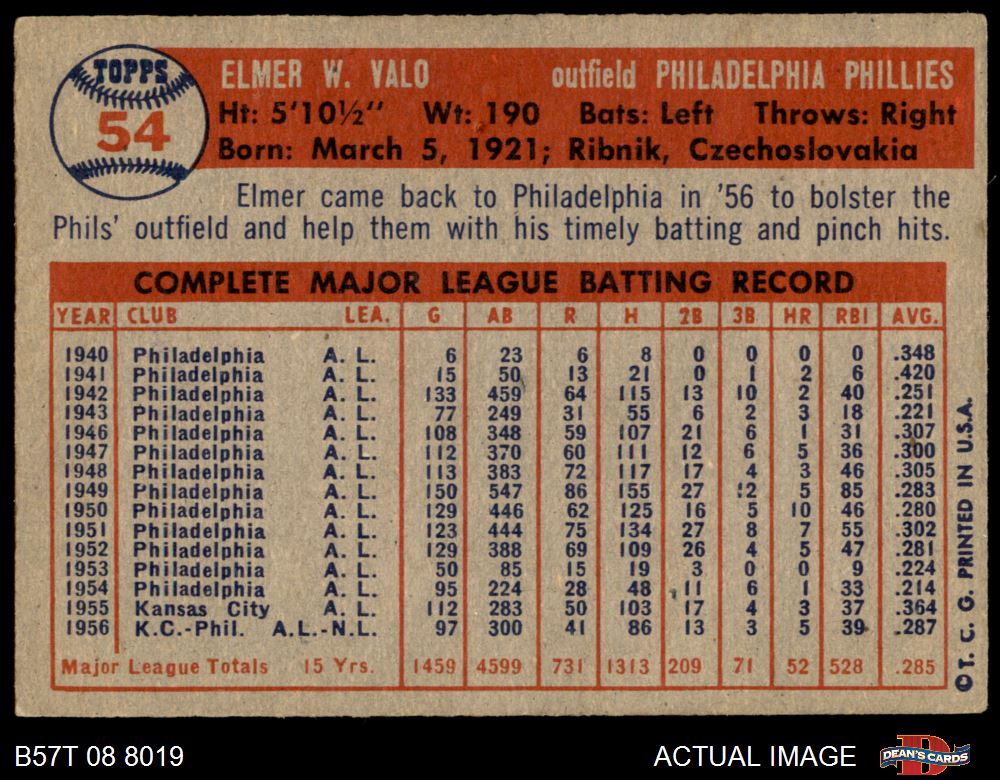 TOPPS
54
ELMER W. VALO outfield PHILADELPHIA PHILLIES
Ht: 5'10½" Wt: 190 Bats: Left Throws: Right
Born: March 5, 1921; Ribnik, Czechoslovakia
Elmer came back to Philadelphia in '56 to bolster the
Phils' outfield and help them with his timely batting and pinch hits.
COMPLETE MAJOR LEAGUE BATTING RECORD
YEAR CLUB LEA. G AB R H 2B 3B HR RBI AVG.
1940 Philadelphia A. L. 6 23 6 8 0 0 0 0 .348
1941 Philadelphia A. L. 15 50 13 21 0 1 2 6 .420
1942 Philadelphia A. L. 133 459 64 115 13 10 2 40 .251
1943 Philadelphia A. L. 77 249 31 55 6 2 3 18 .221
1946 Philadelphia A. L. 108 348 59 107 21 6 1 31 .307
1947 Philadelphia A. L. 112 370 60 111 12 6 5 36 .300
1948 Philadelphia A. L. 113 383 72 117 17 4 3 46 .305
1949 Philadelphia A. L. 150 547 86 155 27 12 5 85 .283
1950 Philadelphia A. L. 129 446 62 125 16 5 10 46 .280
1951 Philadelphia A. L. 123 444 75 134 27 8 7 55 .302
1952 Philadelphia A. L. 129 388 69 109 26 4 5 47 .281
1953 Philadelphia A. L. 50 85 15 19 3 0 0 9 .224
1954 Philadelphia A. L. 95 224 28 48 11 6 1 33 .214
1955 Kansas City A. L. 112 283 50 103 17 4 3 37 .364
1956 K.C.-Phil. A.L.-N.L. 97 300 41 86 13 3 5 39 .287
Major League Totals 15 Yrs. 1459 4599 731 1313 209 71 52 528 .285
©T. C. G. PRINTED IN U.S.A.
B57T 08 8019 ACTUAL IMAGE DEAN'S CARDS